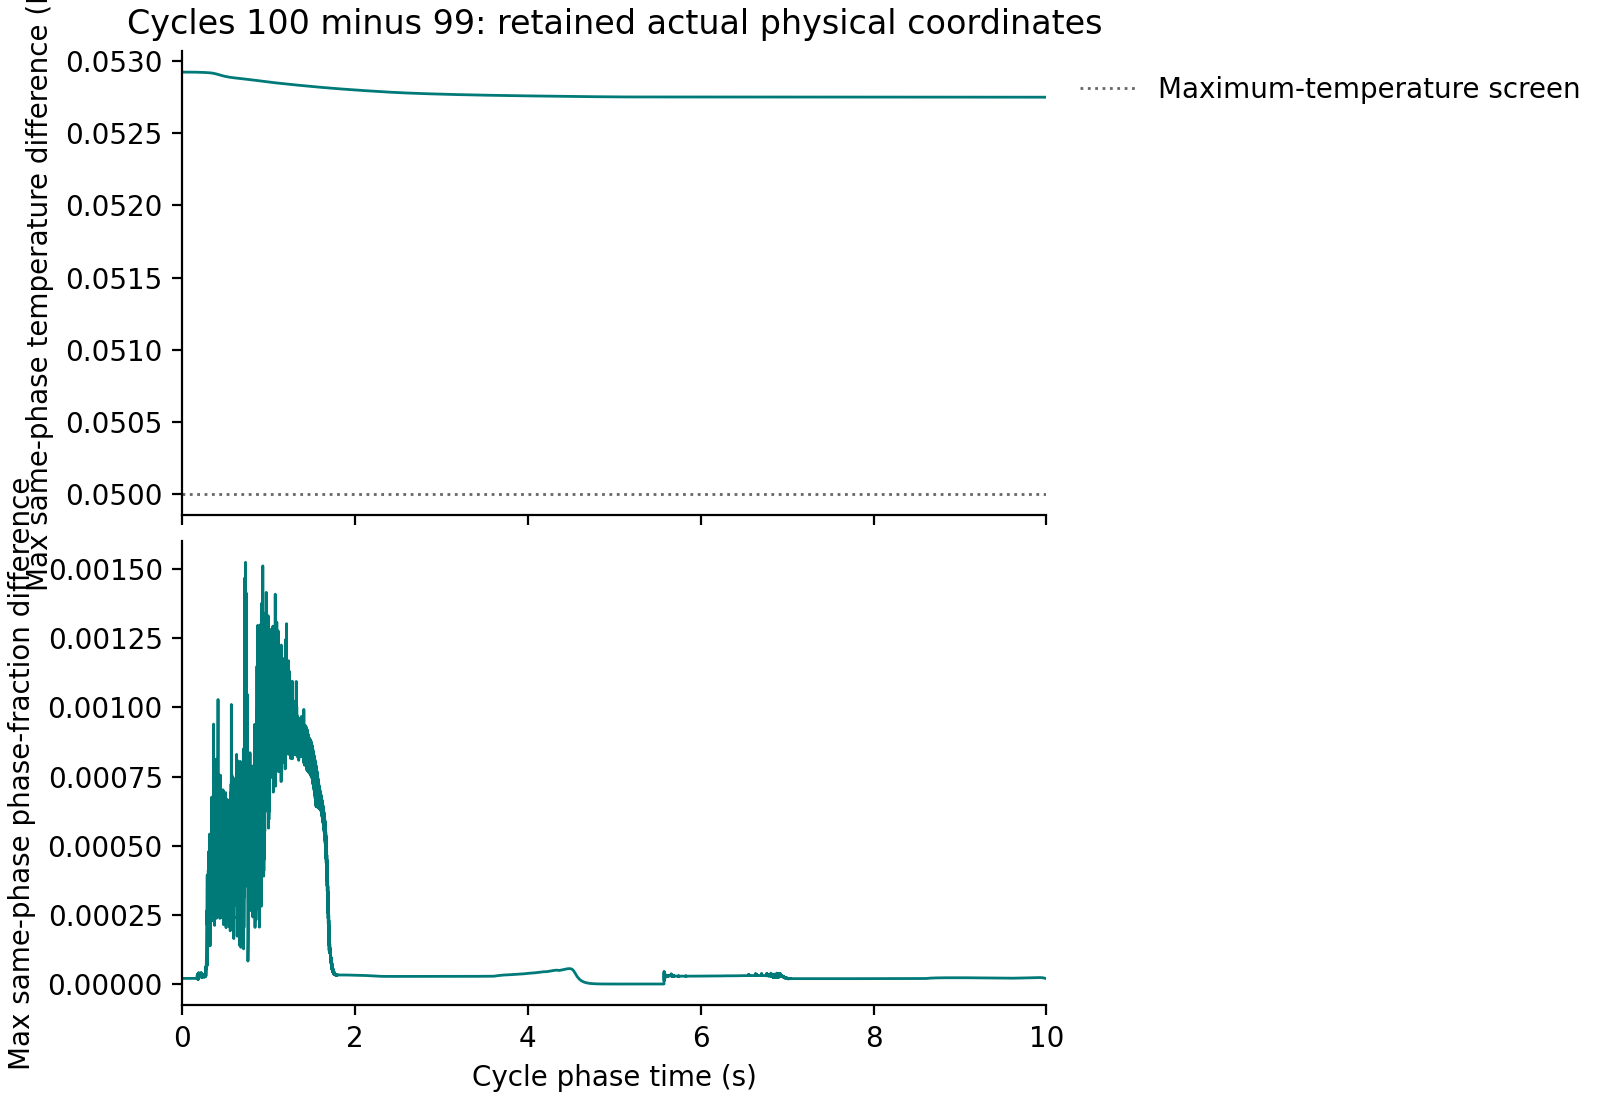 Cycles 100 minus 99: retained actual physical coordinates
Max same-phase temperature difference (
0.0530
0.0525
0.0520
0.0515
0.0510
0.0505
0.0500
Maximum-temperature screen
Max same-phase phase-fraction difference
0.00150
0.00125
0.00100
0.00075
0.00050
0.00025
0.00000
0 2 4 6 8 10
Cycle phase time (s)